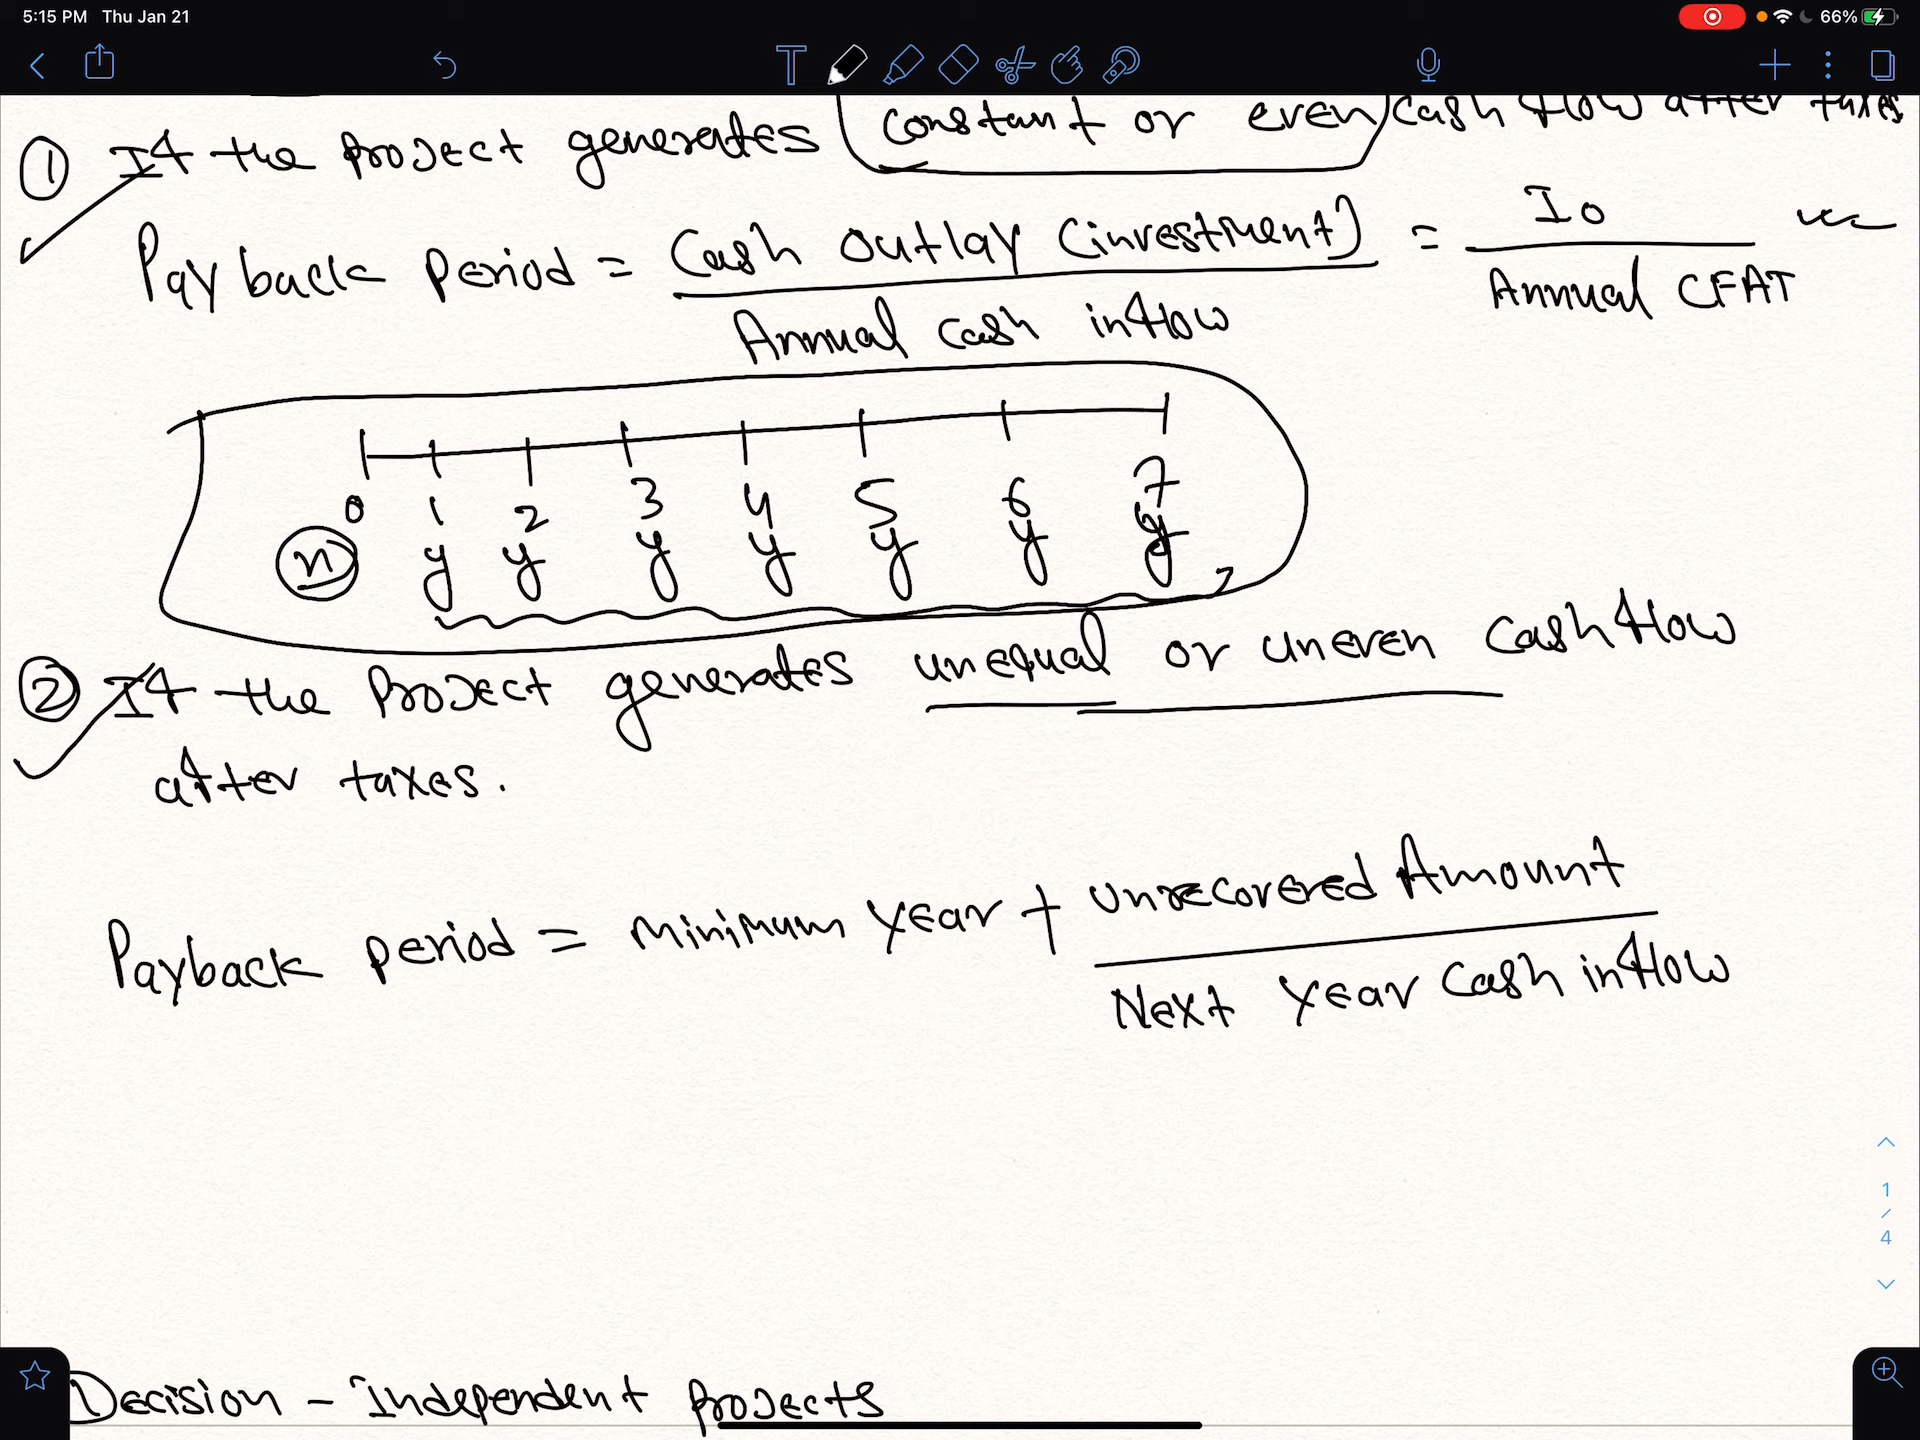 5:15 PM Thu Jan 21
66%
① If the project generates constant or even cash flow after taxes
Payback period = Cash outlay (investment) / Annual cash inflow = I0 / Annual CFAT
0 1 2 3 4 5 6 7
n y y y y y y y
② If the project generates unequal or uneven cashflow
after taxes.
Payback period = minimum year + unrecovered Amount / Next year cash inflow
1 / 4
Decision - Independent projects